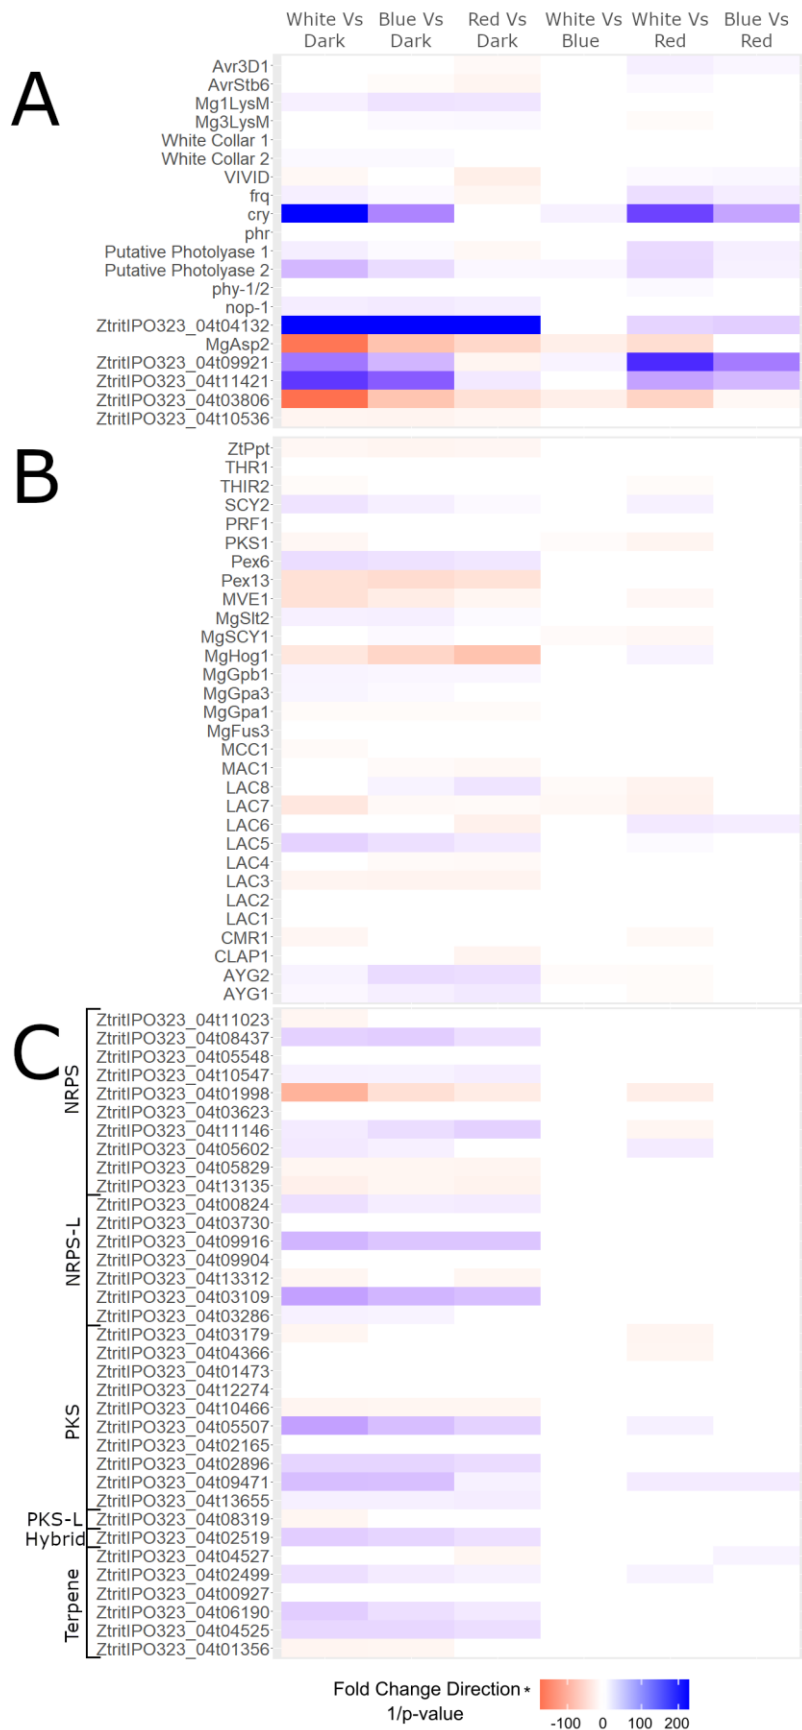 White Vs Blue Vs Red Vs White Vs White Vs Blue Vs
Dark Dark Dark Blue Red Red
A
Avr3D1
AvrStb6
Mg1LysM
Mg3LysM
White Collar 1
White Collar 2
VIVID
frq
cry
phr
Putative Photolyase 1
Putative Photolyase 2
phy-1/2
nop-1
ZtritIPO323_04t04132
MgAsp2
ZtritIPO323_04t09921
ZtritIPO323_04t11421
ZtritIPO323_04t03806
ZtritIPO323_04t10536
B
ZtPpt
THR1
THIR2
SCY2
PRF1
PKS1
Pex6
Pex13
MVE1
MgSlt2
MgSCY1
MgHog1
MgGpb1
MgGpa3
MgGpa1
MgFus3
MCC1
MAC1
LAC8
LAC7
LAC6
LAC5
LAC4
LAC3
LAC2
LAC1
CMR1
CLAP1
AYG2
AYG1
C
NRPS
ZtritIPO323_04t11023
ZtritIPO323_04t08437
ZtritIPO323_04t05548
ZtritIPO323_04t10547
ZtritIPO323_04t01998
ZtritIPO323_04t03623
ZtritIPO323_04t11146
ZtritIPO323_04t05602
ZtritIPO323_04t05829
ZtritIPO323_04t13135
NRPS-L
ZtritIPO323_04t00824
ZtritIPO323_04t03730
ZtritIPO323_04t09916
ZtritIPO323_04t09904
ZtritIPO323_04t13312
ZtritIPO323_04t03109
ZtritIPO323_04t03286
PKS
ZtritIPO323_04t03179
ZtritIPO323_04t04366
ZtritIPO323_04t01473
ZtritIPO323_04t12274
ZtritIPO323_04t10466
ZtritIPO323_04t05507
ZtritIPO323_04t02165
ZtritIPO323_04t02896
ZtritIPO323_04t09471
ZtritIPO323_04t13655
PKS-L ZtritIPO323_04t08319
Hybrid ZtritIPO323_04t02519
Terpene
ZtritIPO323_04t04527
ZtritIPO323_04t02499
ZtritIPO323_04t00927
ZtritIPO323_04t06190
ZtritIPO323_04t04525
ZtritIPO323_04t01356
Fold Change Direction *
1/p-value
-100 0 100 200